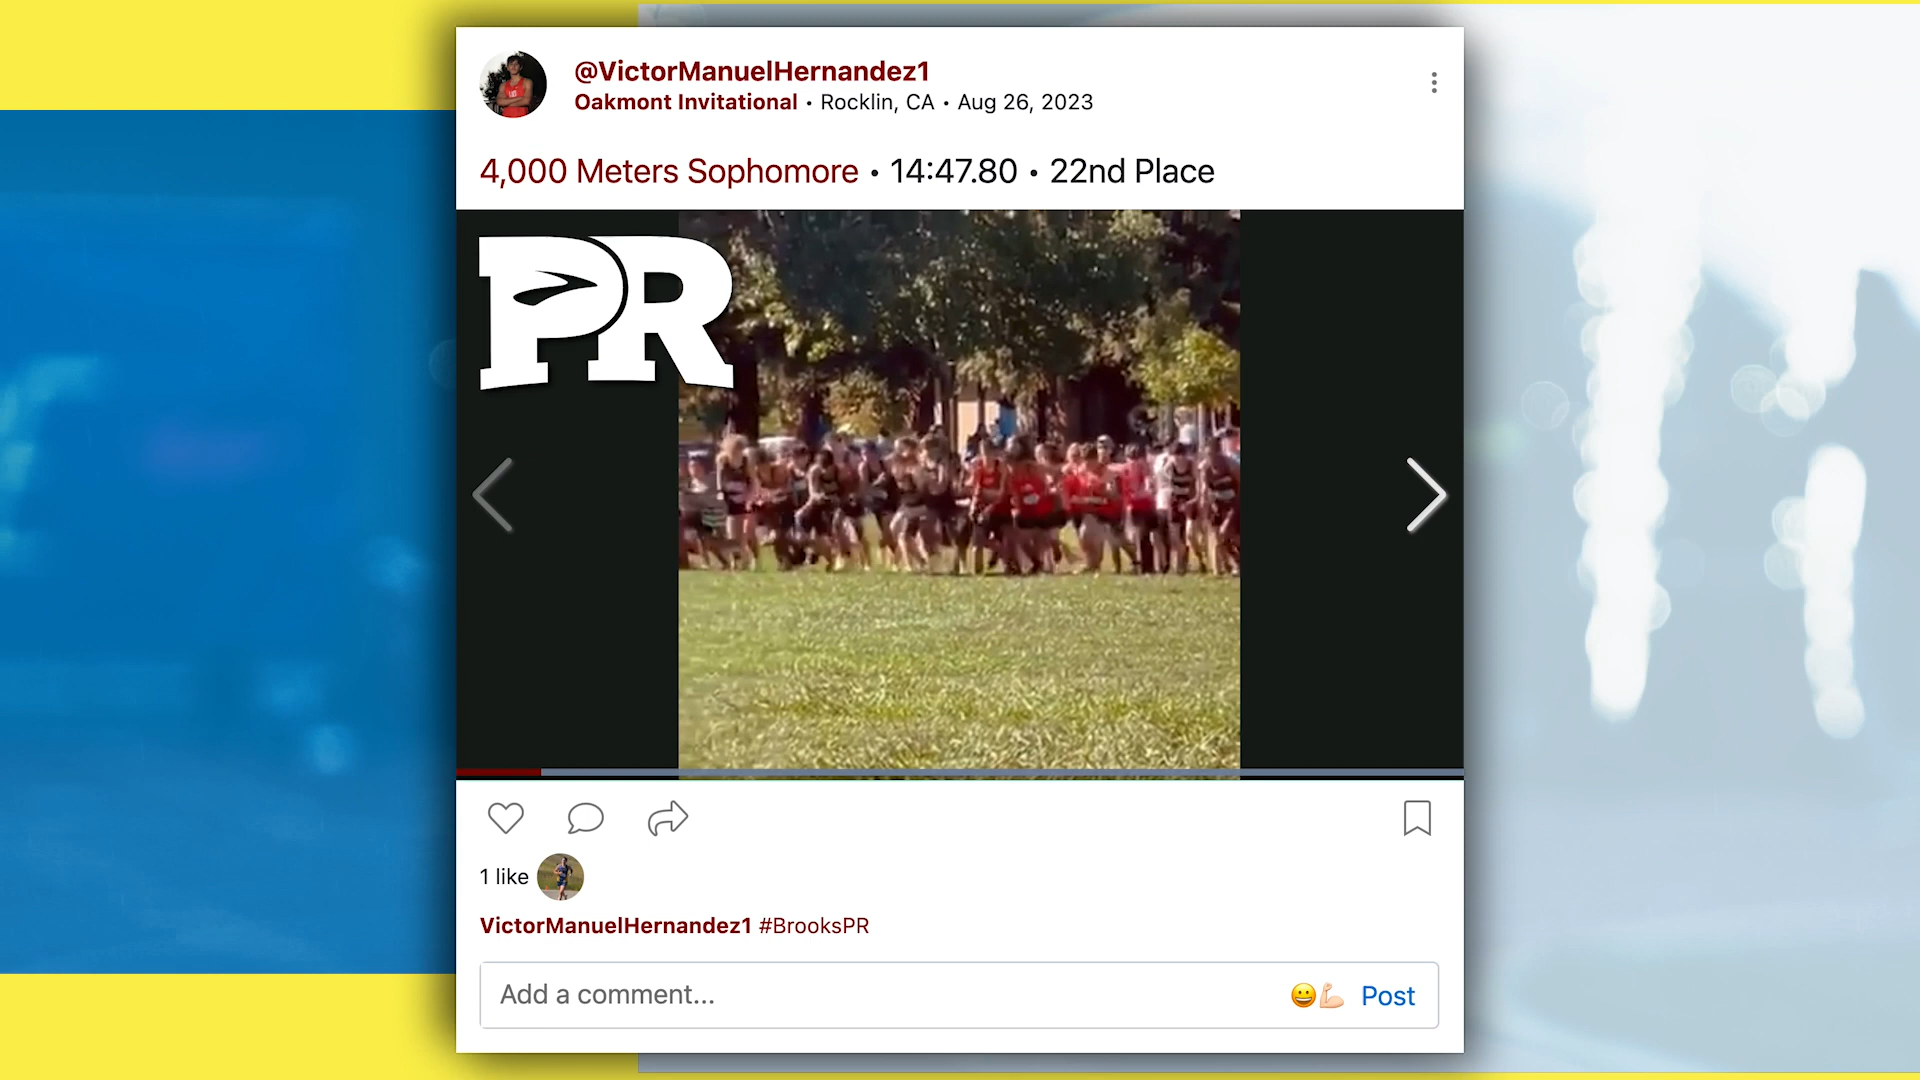 @VictorManuelHernandez1
Oakmont Invitational • Rocklin, CA • Aug 26, 2023
4,000 Meters Sophomore • 14:47.80 • 22nd Place
PR
1 like
VictorManuelHernandez1 #BrooksPR
Add a comment...
Post